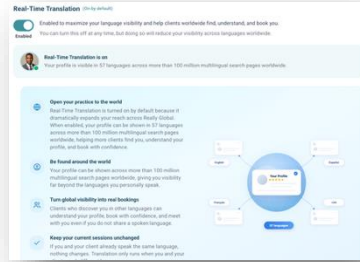 Real-Time Translation (On by default)
Enabled to maximize your language visibility and help clients worldwide find, understand, and book you.
You can turn this off at any time, but doing so will reduce your visibility across languages worldwide.
Enabled
Real-Time Translation is on
Your profile is visible in 57 languages across more than 100 million multilingual search pages worldwide.
Open your practice to the world
Real-Time Translation is turned on by default because it
dramatically expands your reach across Really Global.
When enabled, your profile can be shown in 57 languages
across more than 100 million multilingual search pages
worldwide, helping more clients find you, understand your
profile, and book with confidence.
Be found around the world
Your profile can be shown across more than 100 million
multilingual search pages worldwide, giving you visibility
far beyond the languages you personally speak.
Turn global visibility into real bookings
Clients who discover you in other languages can
understand your profile, book with confidence, and meet
with you even if you do not share a spoken language.
Keep your current sessions unchanged
If you and your client already speak the same language,
nothing changes. Translation only runs when you and your
Your Profile
English
57 languages